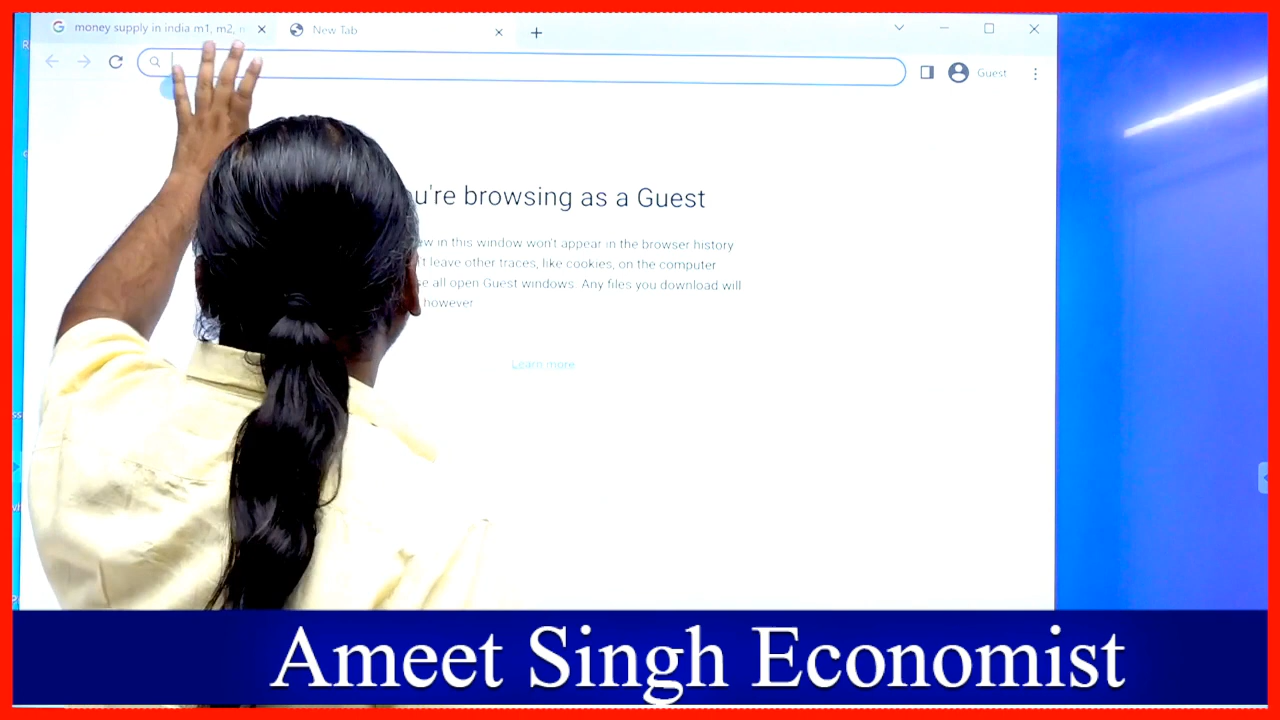 money supply in india m1, m2,
New Tab
Guest
u're browsing as a Guest
ew in this window won't appear in the browser history
't leave other traces, like cookies, on the computer
se all open Guest windows. Any files you download will
however
Learn more
Ameet Singh Economist